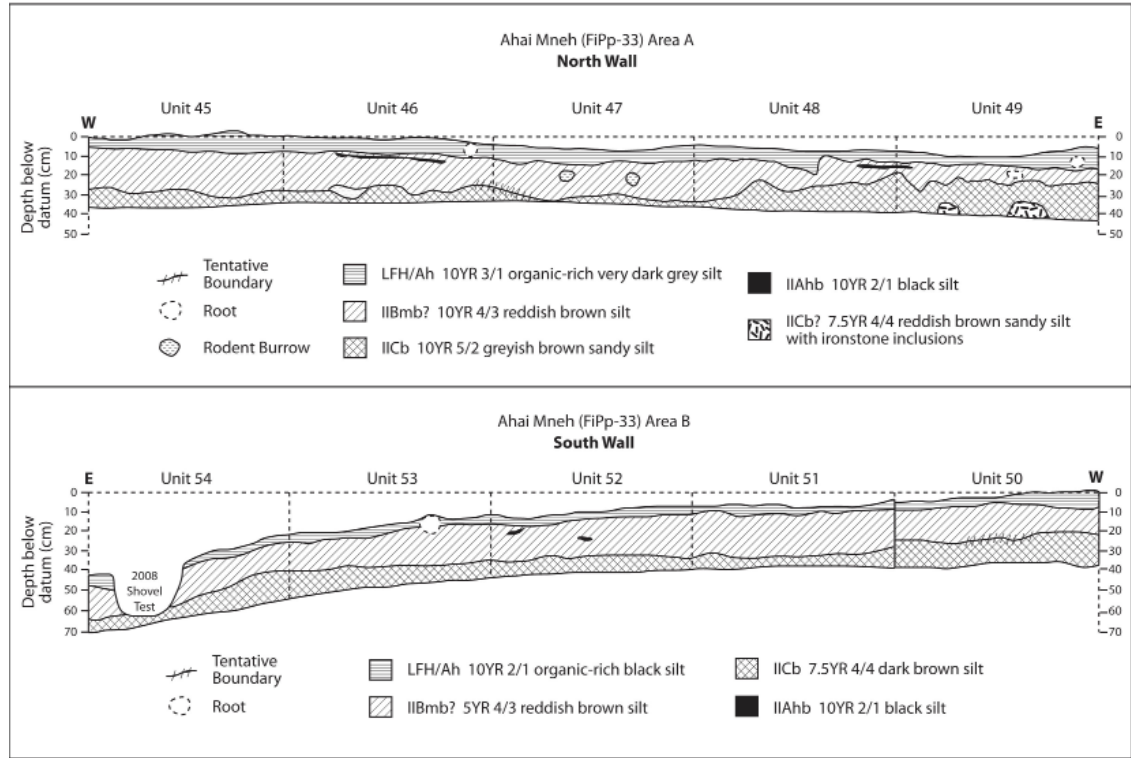 Ahai Mneh (FiPp-33) Area A
North Wall
Unit 45 Unit 46 Unit 47 Unit 48 Unit 49
W E
Depth below
datum (cm)
0 0
10 10
20 20
30 30
40 40
50 50
Tentative
Boundary
Root
Rodent Burrow
LFH/Ah 10YR 3/1 organic-rich very dark grey silt
IIBmb? 10YR 4/3 reddish brown silt
IICb 10YR 5/2 greyish brown sandy silt
IIAhb 10YR 2/1 black silt
IICb? 7.5YR 4/4 reddish brown sandy silt
with ironstone inclusions
Ahai Mneh (FiPp-33) Area B
South Wall
E W
Unit 54 Unit 53 Unit 52 Unit 51 Unit 50
Depth below
datum (cm)
0 0
10 10
20 20
30 30
40 40
50 50
60 60
70 70
2008
Shovel
Test
Tentative
Boundary
Root
LFH/Ah 10YR 2/1 organic-rich black silt
IIBmb? 5YR 4/3 reddish brown silt
IICb 7.5YR 4/4 dark brown silt
IIAhb 10YR 2/1 black silt